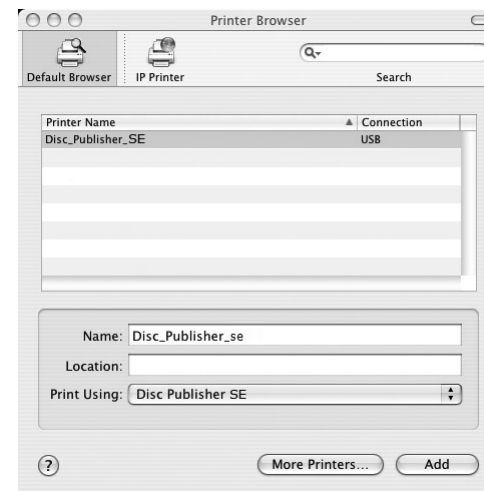 Printer Browser
Default Browser IP Printer Search
Printer Name Connection
Disc_Publisher_SE USB
Name: Disc_Publisher_se
Location:
Print Using: Disc Publisher SE
? More Printers... Add